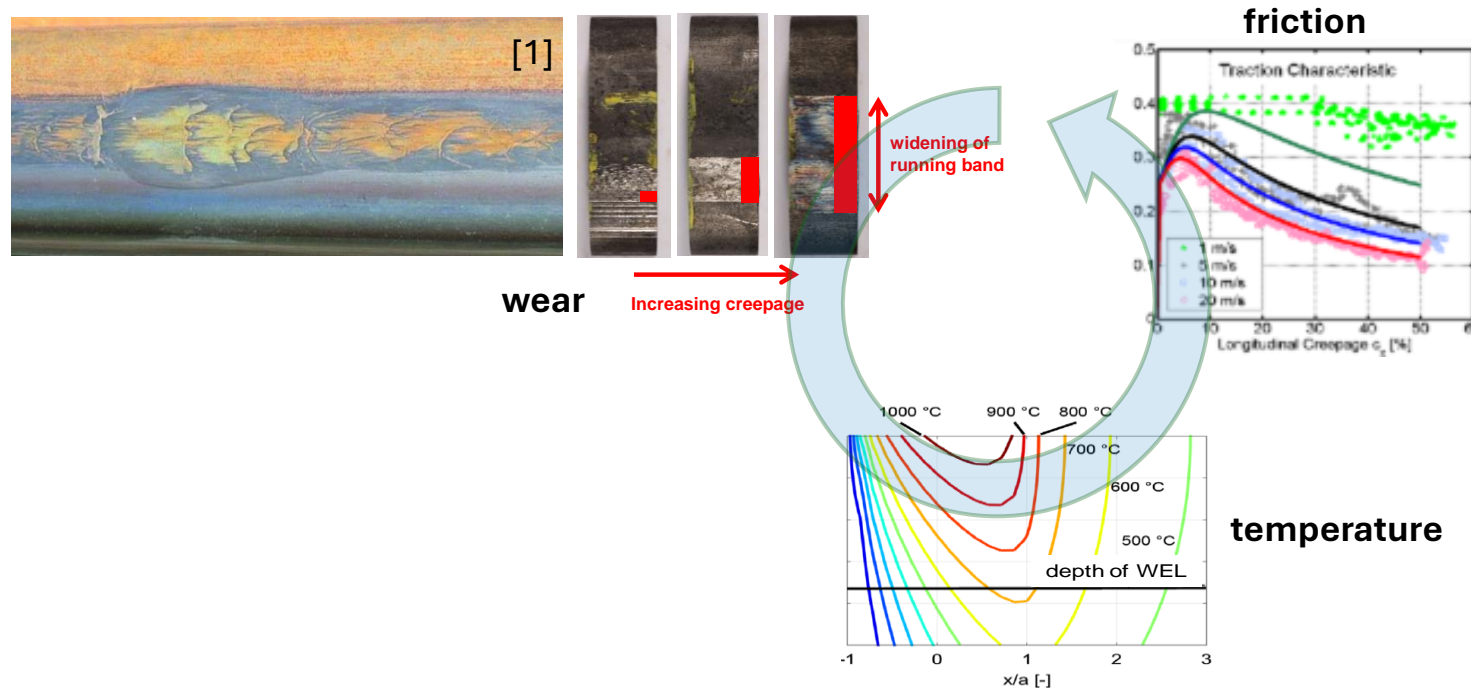 [1]
widening of
running band
wear
Increasing creepage
friction
Traction Characteristic
0.5
0.4
0.3
0.2
0.1
0
1 m/s
5 m/s
10 m/s
20 m/s
0
10
20
30
40
50
Longitudinal Creepage c [%]
1000 °C
900 °C
800 °C
700 °C
600 °C
500 °C
depth of WEL
temperature
-1
0
1
2
3
x/a [-]